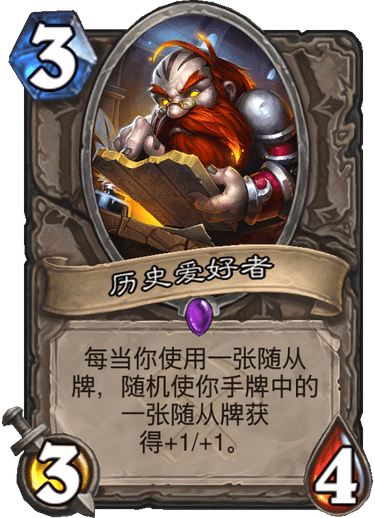 3
历史爱好者
每当你使用一张随从
牌，随机使你手牌中的
一张随从牌获
得+1/+1。
3
4